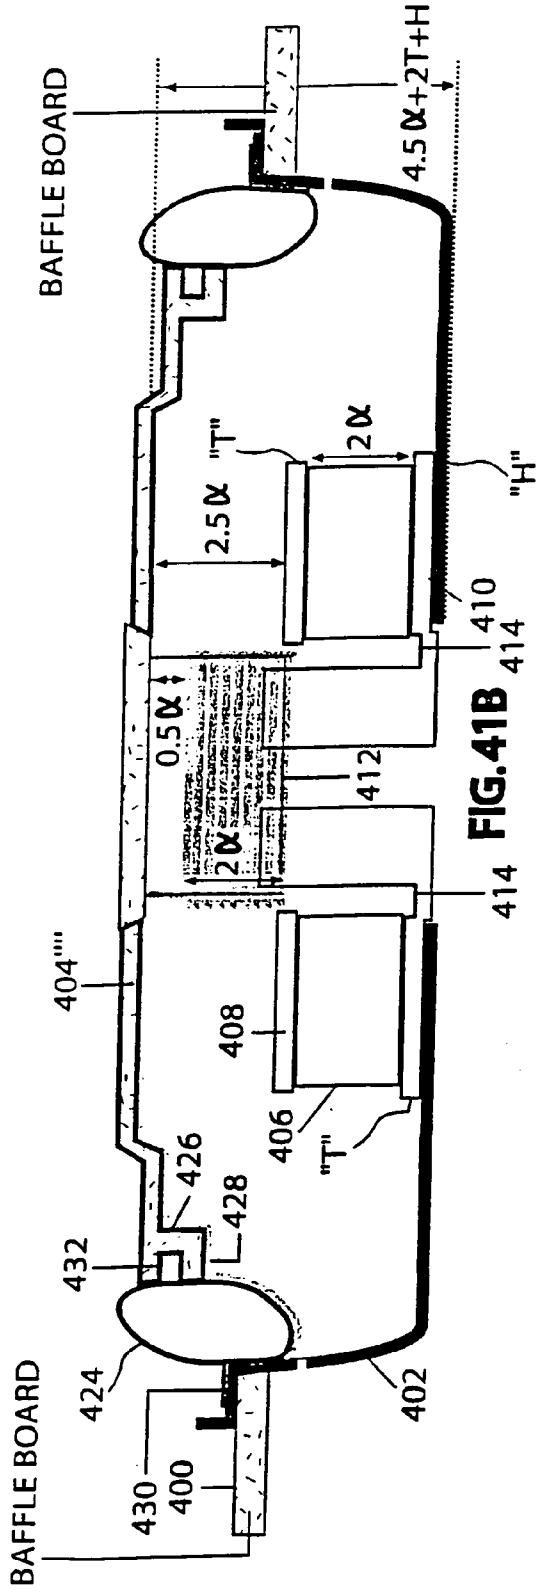 BAFFLE BOARD
BAFFLE BOARD
424
432
426
428
404""
0.5α
2.5α
"T"
4.5α+2T+H
430
400
402
"T"
406
408
2α
2α
412
414
414
410
"H"
FIG.41B